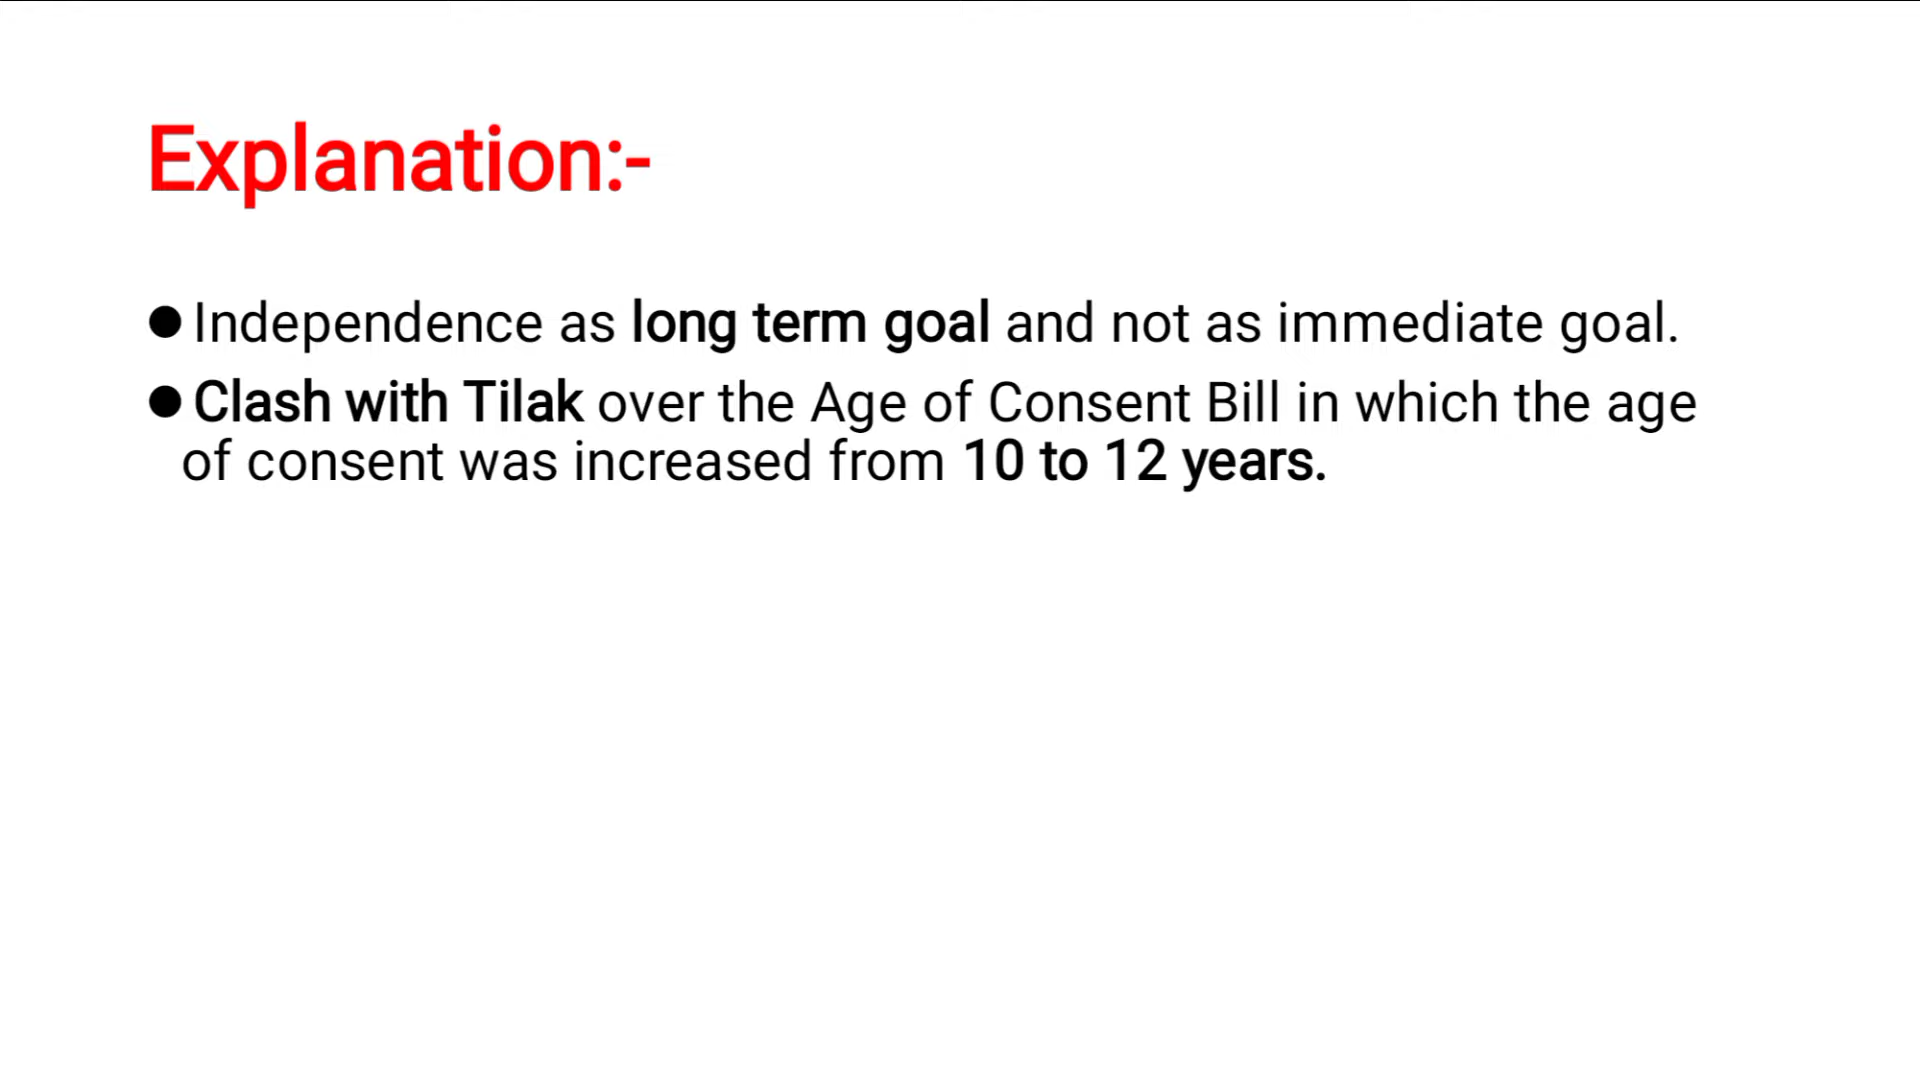 Explanation:-
● Independence as long term goal and not as immediate goal.
● Clash with Tilak over the Age of Consent Bill in which the age
of consent was increased from 10 to 12 years.